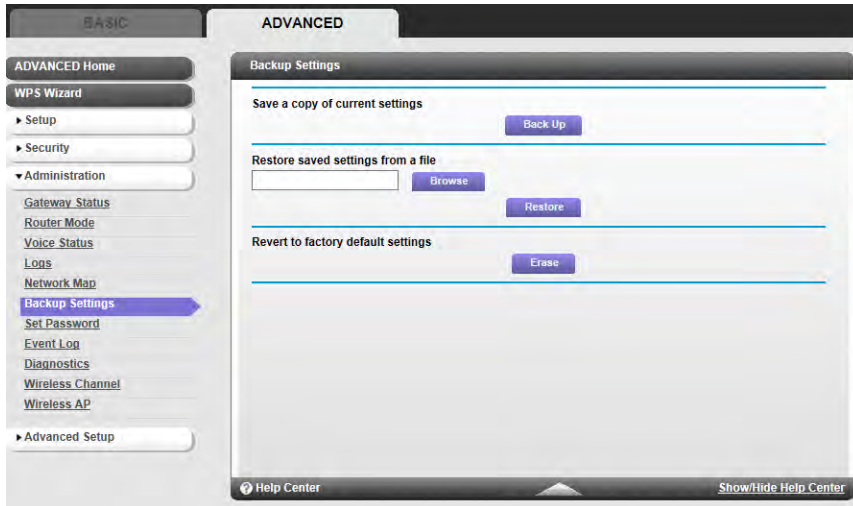 BASIC
ADVANCED
ADVANCED Home
WPS Wizard
Setup
Security
Administration
Gateway Status
Router Mode
Voice Status
Logs
Network Map
Backup Settings
Set Password
Event Log
Diagnostics
Wireless Channel
Wireless AP
Advanced Setup
Backup Settings
Save a copy of current settings
Back Up
Restore saved settings from a file
Browse
Restore
Revert to factory default settings
Erase
Help Center
Show/Hide Help Center